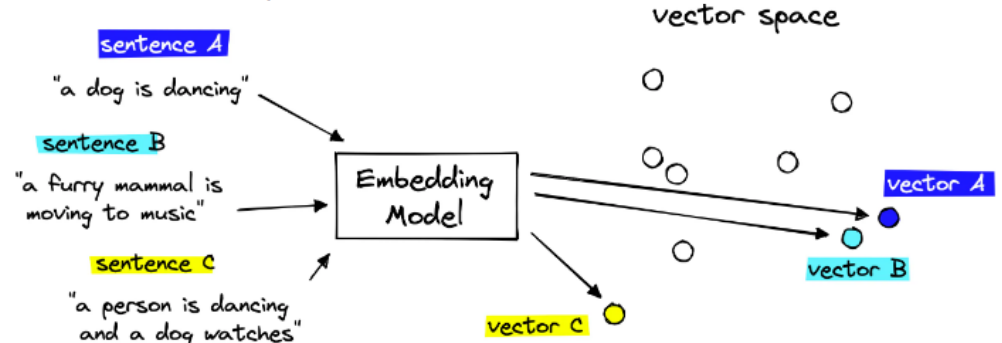 vector space
sentence A
"a dog is dancing"
sentence B
"a furry mammal is
moving to music"
sentence C
"a person is dancing
and a dog watches"
Embedding
Model
vector A
vector B
vector C